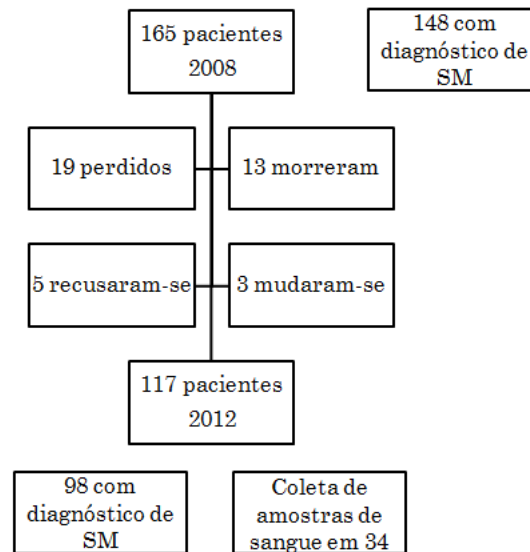 165 pacientes
2008
148 com
diagnóstico de
SM
19 perdidos
13 morreram
5 recusaram-se
3 mudaram-se
117 pacientes
2012
98 com
diagnóstico de
SM
Coleta de
amostras de
sangue em 34